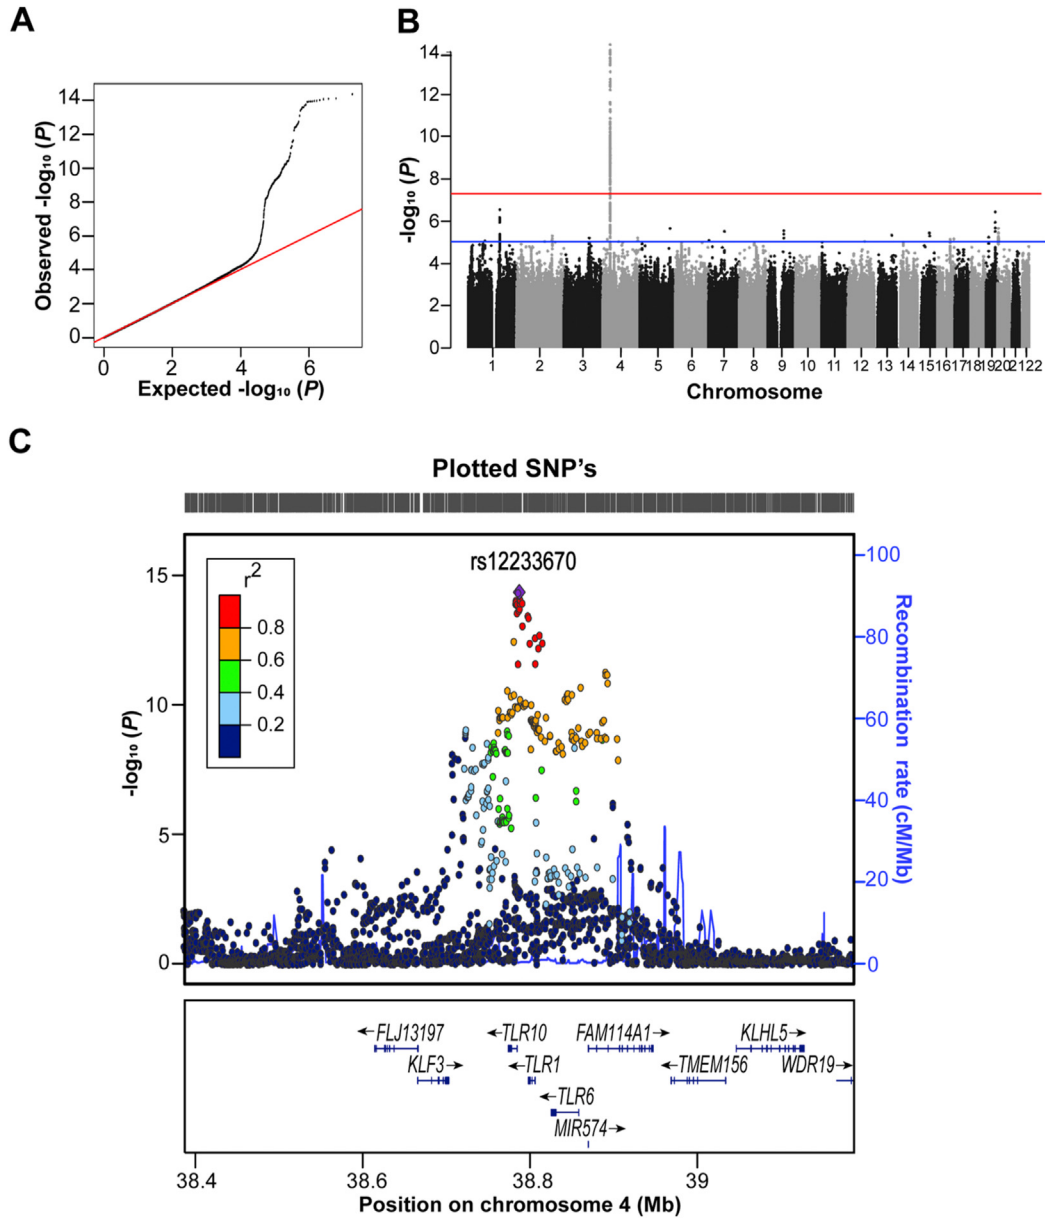 A
B
Observed -log₁₀ (P)
14
12
10
8
6
4
2
0
0 2 4 6
Expected -log₁₀ (P)
-log₁₀ (P)
14
12
10
8
6
4
2
0
1 2 3 4 5 6 7 8 9 10 11 12 13 14 15 16 17 18 19 20 21 22
Chromosome
C
Plotted SNP's
rs12233670
r²
0.8
0.6
0.4
0.2
-log₁₀ (P)
15
10
5
0
100
80
60
40
20
0
Recombination rate (cM/Mb)
FLJ13197 TLR10 FAM114A1 KLHL5
KLF3 TLR1 TMEM156 WDR19
TLR6
MIR574
38.4 38.6 38.8 39
Position on chromosome 4 (Mb)